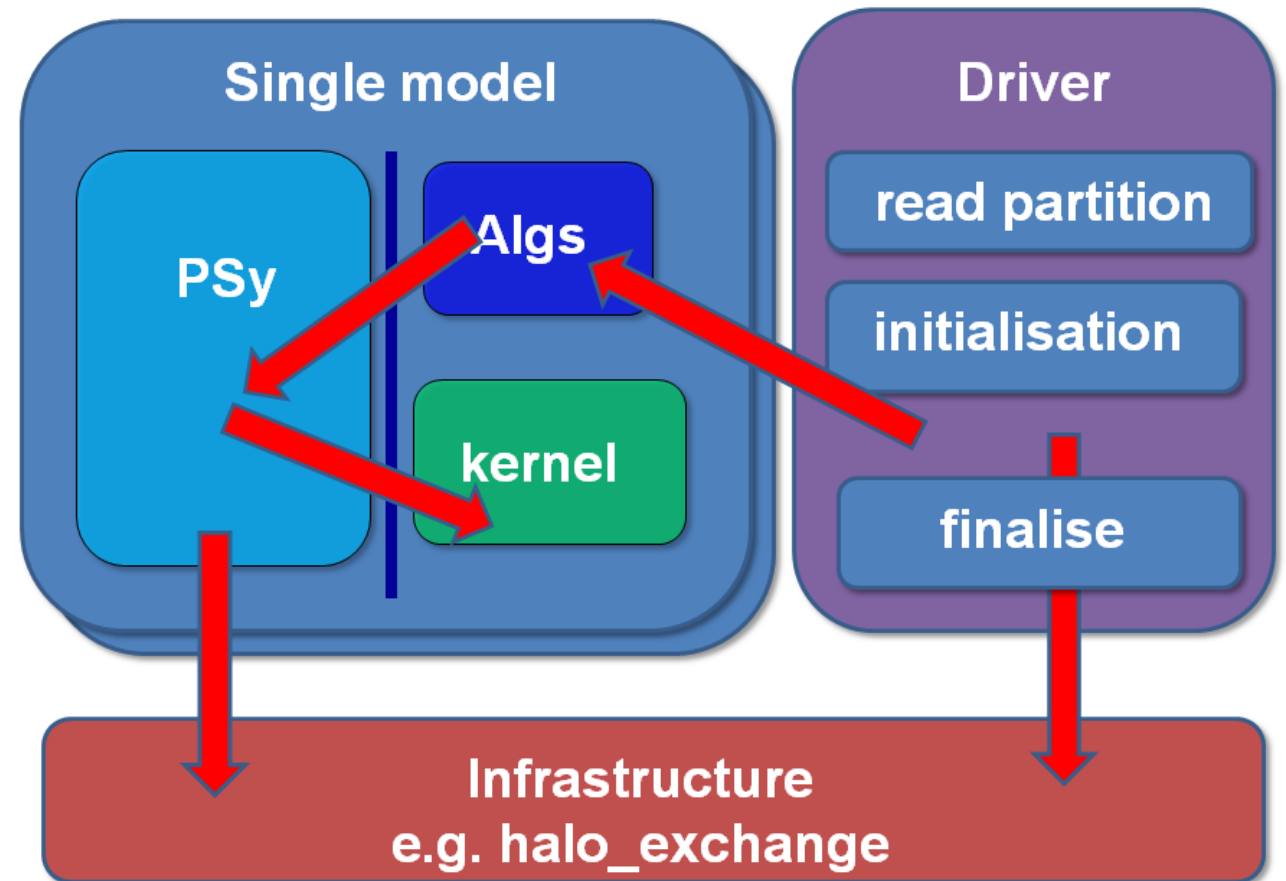 Single model
PSy
Algs
kernel
Driver
read partition
initialisation
finalise
Infrastructure
e.g. halo_exchange